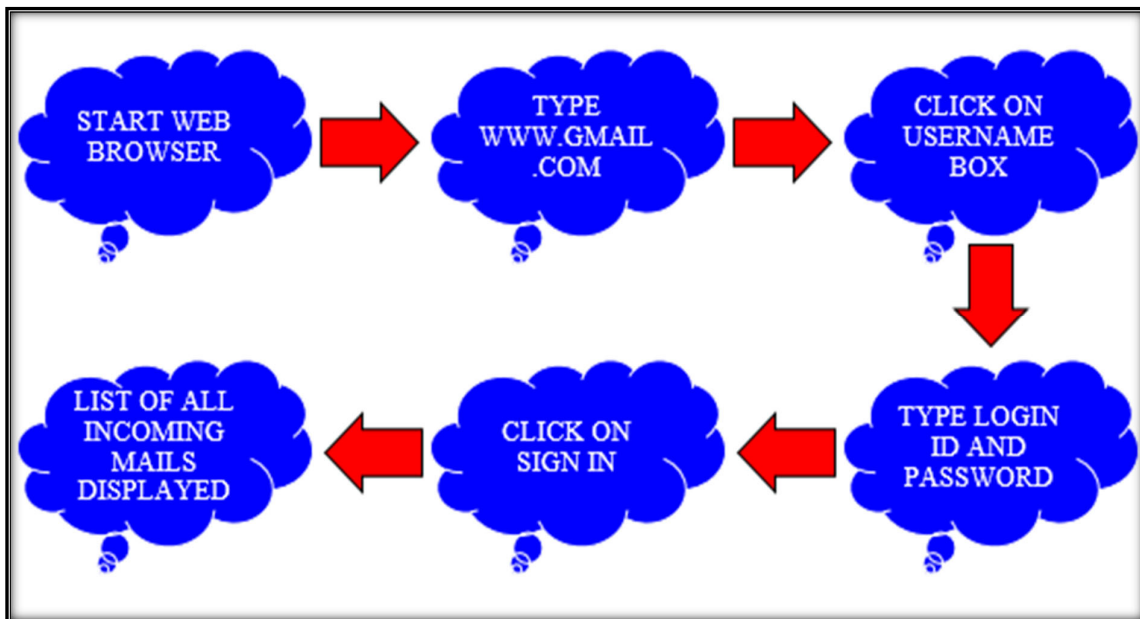 START WEB
BROWSER
TYPE
WWW.GMAIL
.COM
CLICK ON
USERNAME
BOX
TYPE LOGIN
ID AND
PASSWORD
CLICK ON
SIGN IN
LIST OF ALL
INCOMING
MAILS
DISPLAYED